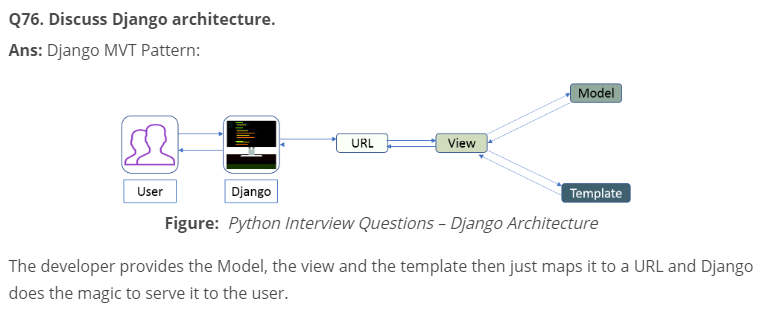 Q76. Discuss Django architecture.
Ans: Django MVT Pattern:
Model
URL
View
User
Django
Template
Figure: Python Interview Questions – Django Architecture
The developer provides the Model, the view and the template then just maps it to a URL and Django
does the magic to serve it to the user.